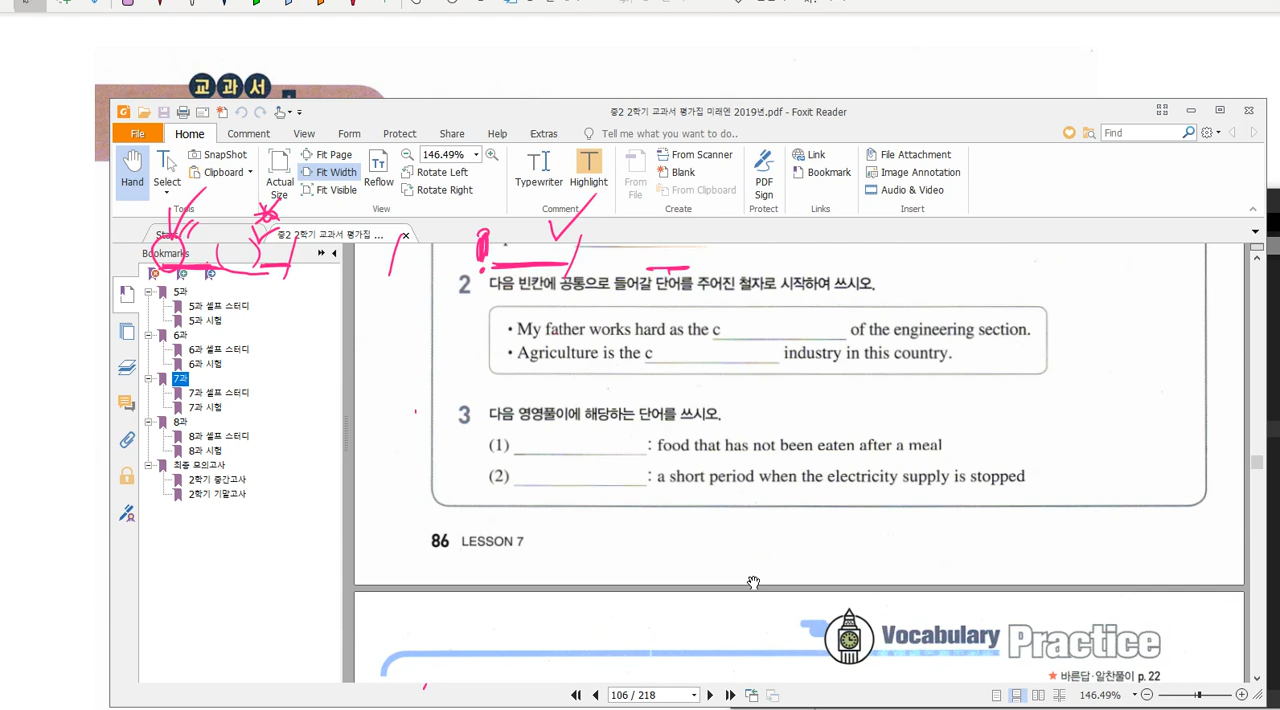 교과서
중2 2학기 교과서 평가집 미래엔 2019년.pdf - Foxit Reader
File Home Comment View Form Protect Share Help Extras Tell me what you want to do.. Find
Hand
Select
SnapShot
Clipboard
Actual Size
Fit Page
Fit Width
Fit Visible
Reflow
146.49%
Rotate Left
Rotate Right
Typewriter
Highlight
From File
From Scanner
Blank
From Clipboard
PDF Sign
Link
Bookmark
File Attachment
Image Annotation
Audio & Video
Tools View Comment Create Protect Links Insert
중2 2학기 교과서 평가집 ...
Bookmarks
5과
5과 셀프 스터디
5과 시험
6과
6과 셀프 스터디
6과 시험
7과
7과 셀프 스터디
7과 시험
8과
8과 셀프 스터디
8과 시험
최종 모의고사
2학기 중간고사
2학기 기말고사
2 다음 빈칸에 공통으로 들어갈 단어를 주어진 철자로 시작하여 쓰시오.
• My father works hard as the c____________ of the engineering section.
• Agriculture is the c____________ industry in this country.
3 다음 영영풀이에 해당하는 단어를 쓰시오.
(1) ____________ : food that has not been eaten after a meal
(2) ____________ : a short period when the electricity supply is stopped
86 LESSON 7
Vocabulary Practice
★ 바른답·알찬풀이 p. 22
106 / 218
146.49%